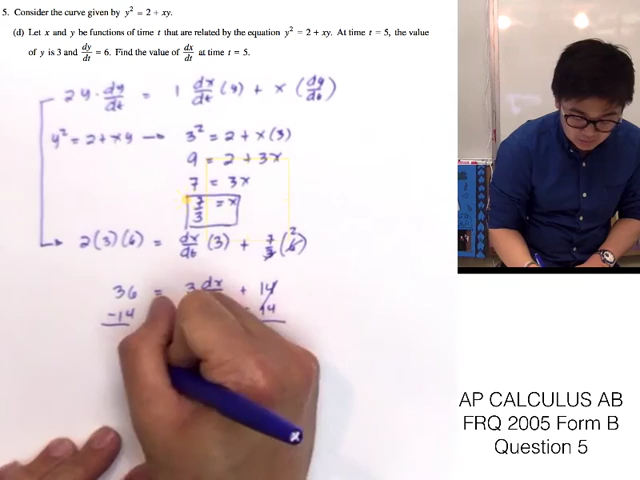 5. Consider the curve given by y² = 2 + xy.
(d) Let x and y be functions of time t that are related by the equation y² = 2 + xy. At time t = 5, the value
of y is 3 and dy/dt = 6. Find the value of dx/dt at time t = 5.
2y · dy/dt = 1 dx/dt (y) + x (dy/dt)
y² = 2 + xy → 3² = 2 + x(3)
9 = 2 + 3x
7 = 3x
7/3 = x
2(3)(6) = dx/dt (3) + 7/3 (6) 2
36 = 3 dx + 14
-14 14
AP CALCULUS AB
FRQ 2005 Form B
Question 5